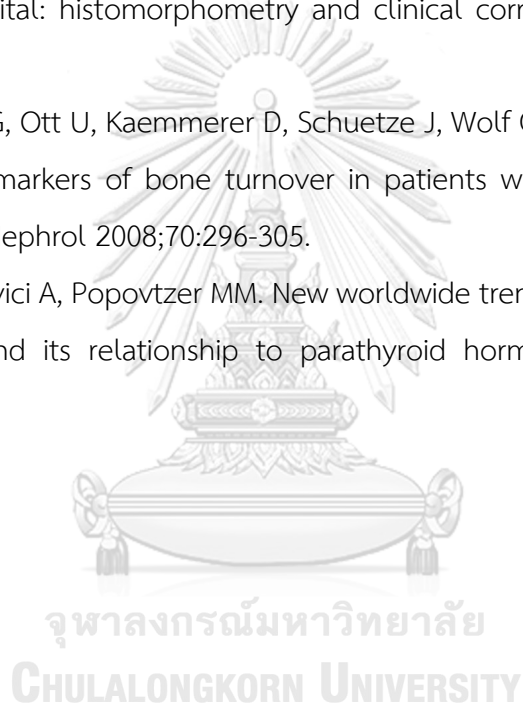 ital: histomorphometry and clinical corr
G, Ott U, Kaemmerer D, Schuetze J, Wolf
markers of bone turnover in patients w
ephrol 2008;70:296-305.
vici A, Popovtzer MM. New worldwide tren
nd its relationship to parathyroid horm
จุฬาลงกรณ์มหาวิทยาลัย
CHULALONGKORN UNIVERSITY